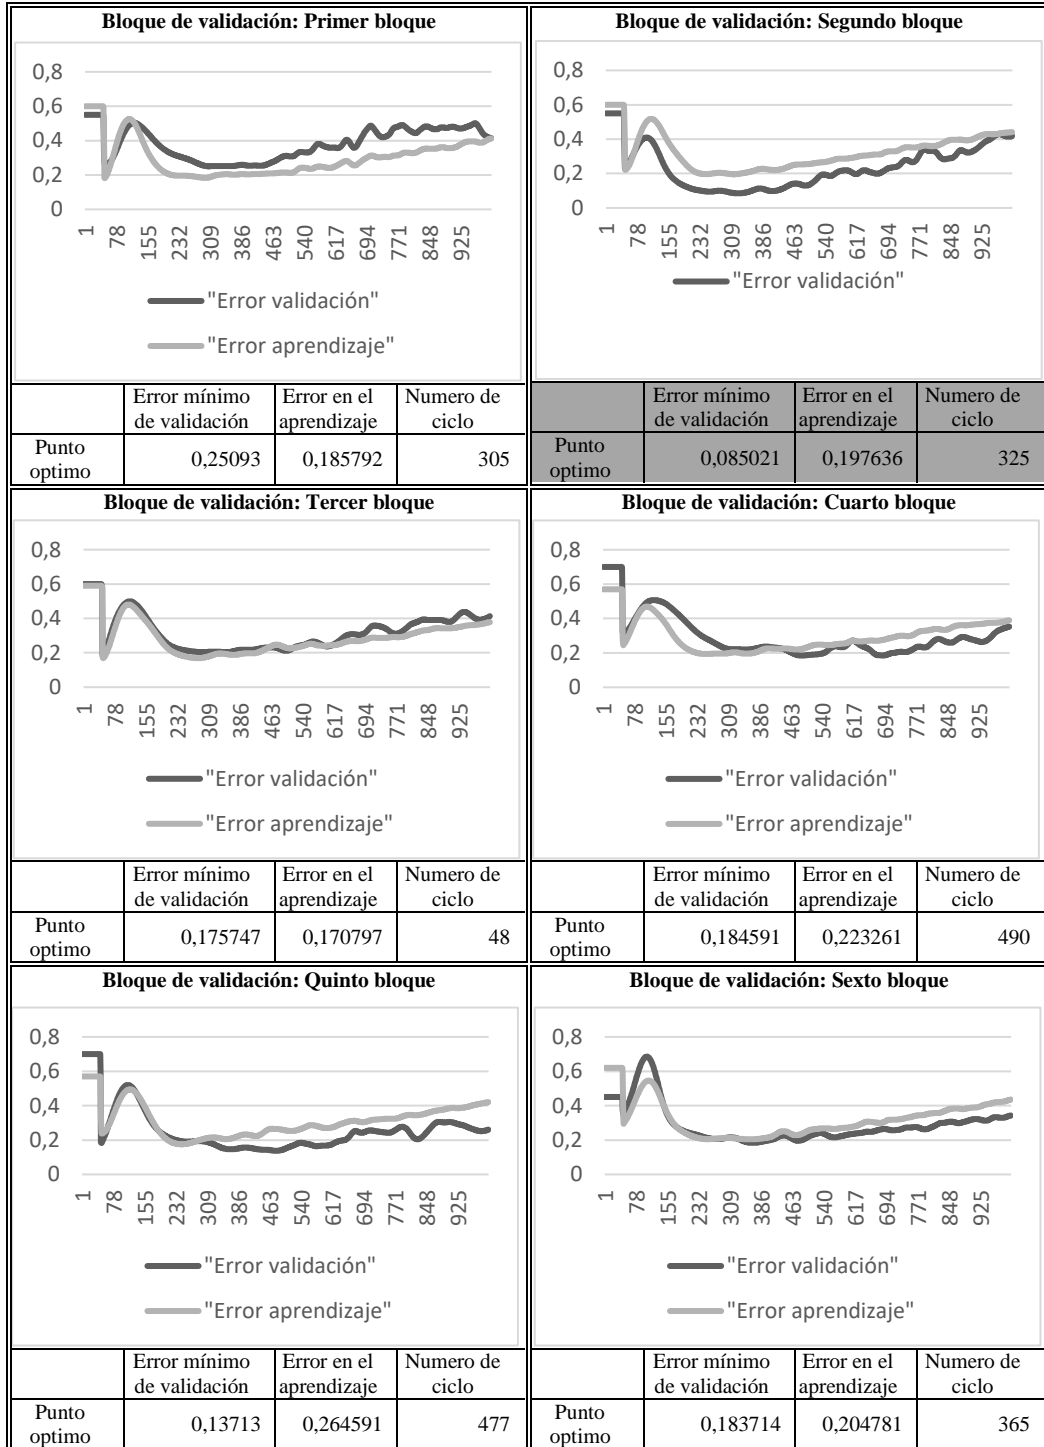 Bloque de validación: Primer bloque
0,8
0,6
0,4
0,2
0
1 78 155 232 309 386 463 540 617 694 771 848 925
"Error validación"
"Error aprendizaje"
Error mínimo de validación Error en el aprendizaje Numero de ciclo
Punto optimo 0,25093 0,185792 305
Bloque de validación: Segundo bloque
0,8
0,6
0,4
0,2
0
1 78 155 232 309 386 463 540 617 694 771 848 925
"Error validación"
Error mínimo de validación Error en el aprendizaje Numero de ciclo
Punto optimo 0,085021 0,197636 325
Bloque de validación: Tercer bloque
0,8
0,6
0,4
0,2
0
1 78 155 232 309 386 463 540 617 694 771 848 925
"Error validación"
"Error aprendizaje"
Error mínimo de validación Error en el aprendizaje Numero de ciclo
Punto optimo 0,175747 0,170797 48
Bloque de validación: Cuarto bloque
0,8
0,6
0,4
0,2
0
1 78 155 232 309 386 463 540 617 694 771 848 925
"Error validación"
"Error aprendizaje"
Error mínimo de validación Error en el aprendizaje Numero de ciclo
Punto optimo 0,184591 0,223261 490
Bloque de validación: Quinto bloque
0,8
0,6
0,4
0,2
0
1 78 155 232 309 386 463 540 617 694 771 848 925
"Error validación"
"Error aprendizaje"
Error mínimo de validación Error en el aprendizaje Numero de ciclo
Punto optimo 0,13713 0,264591 477
Bloque de validación: Sexto bloque
0,8
0,6
0,4
0,2
0
1 78 155 232 309 386 463 540 617 694 771 848 925
"Error validación"
"Error aprendizaje"
Error mínimo de validación Error en el aprendizaje Numero de ciclo
Punto optimo 0,183714 0,204781 365